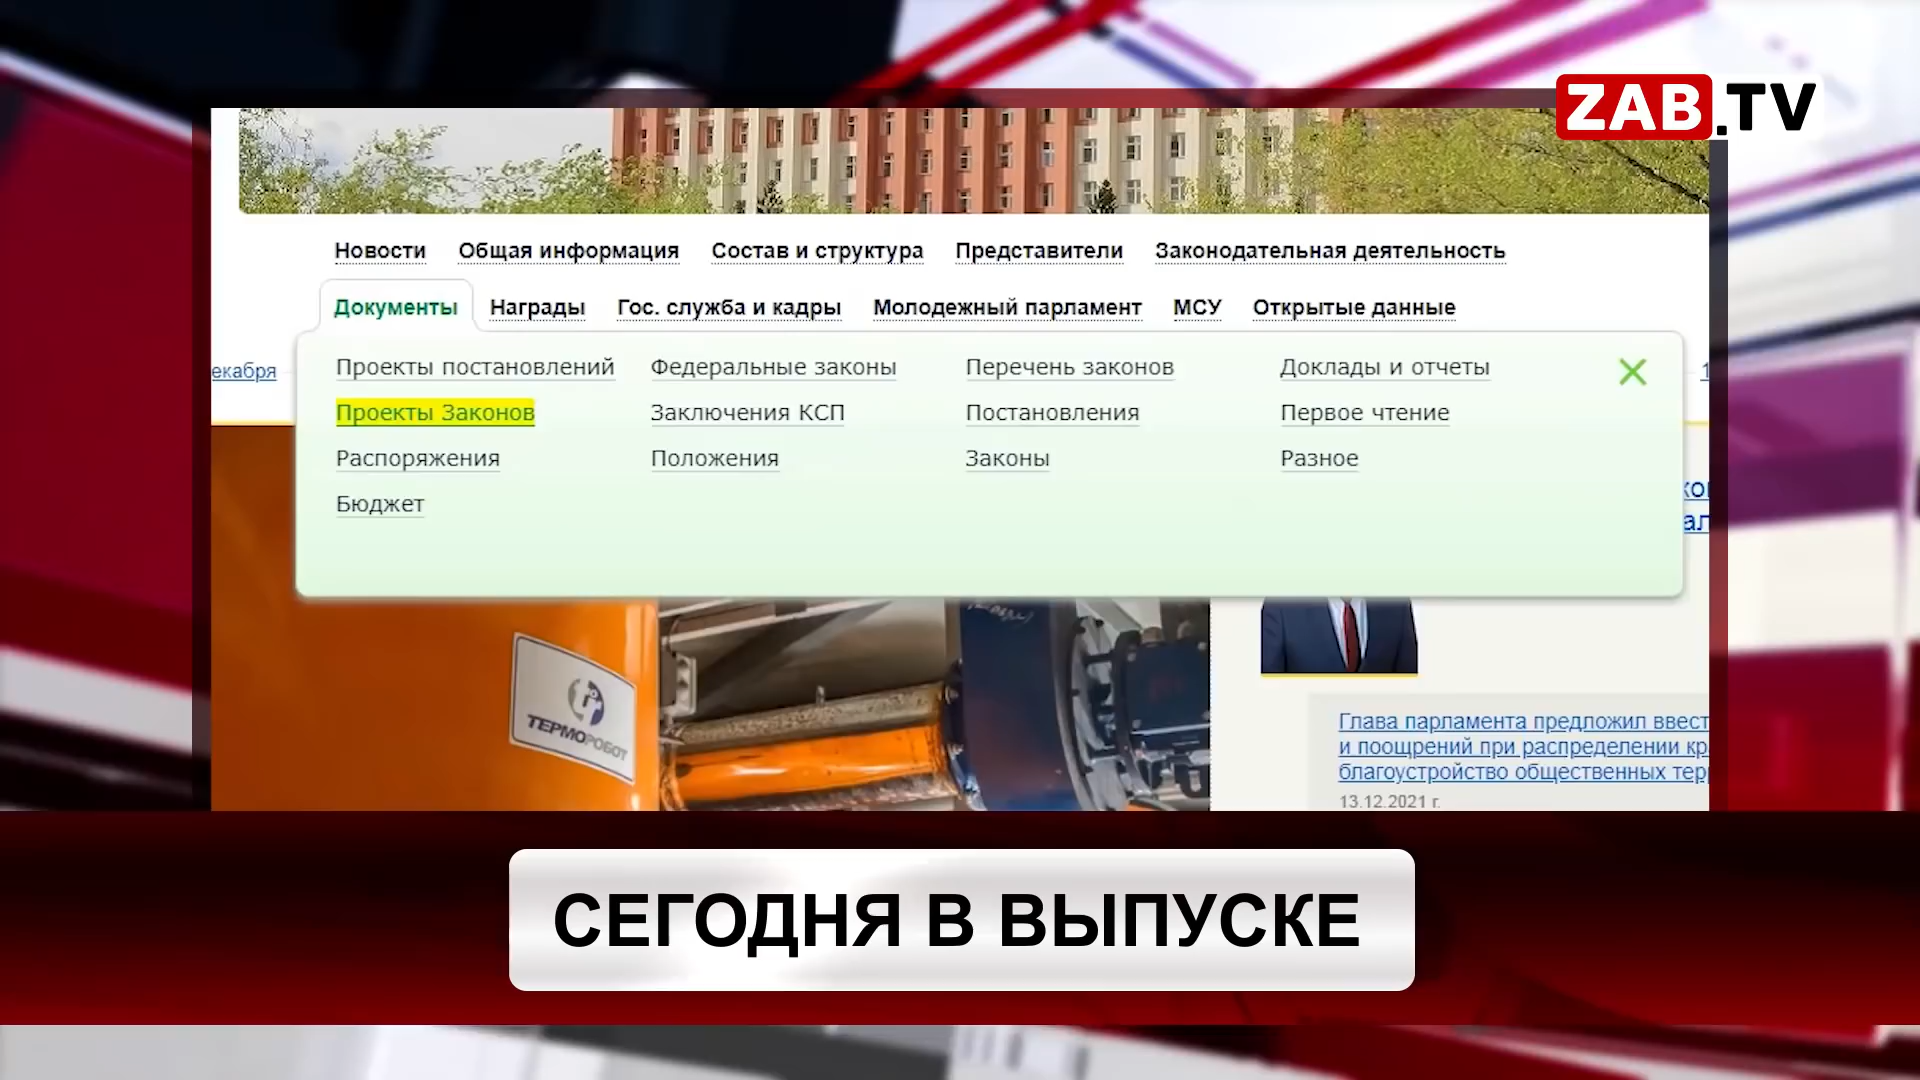 ZAB.TV
Новости Общая информация Состав и структура Представители Законодательная деятельность
Документы Награды Гос. служба и кадры Молодежный парламент МСУ Открытые данные
Проекты постановлений Федеральные законы Перечень законов Доклады и отчеты
екабря
Проекты Законов Заключения КСП Постановления Первое чтение
Распоряжения Положения Законы Разное
Бюджет
ТЕРМОРОБОТ
Глава парламента предложил ввест
и поощрений при распределении кр
благоустройство общественных тер
13.12.2021 г.
СЕГОДНЯ В ВЫПУСКЕ